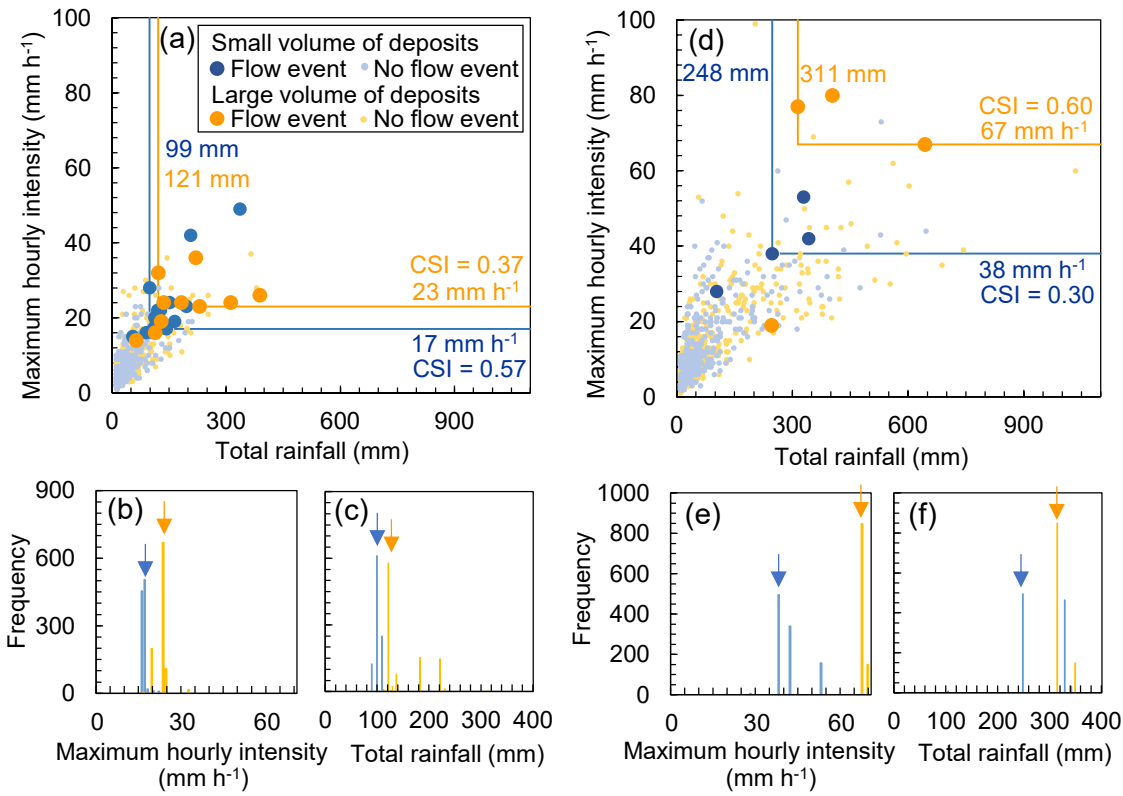 (a)
Small volume of deposits
Flow event No flow event
Large volume of deposits
Flow event No flow event
99 mm
121 mm
CSI = 0.37
23 mm h-1
17 mm h-1
CSI = 0.57
100
80
60
40
20
0
0 300 600 900
Maximum hourly intensity (mm h-1)
Total rainfall (mm)
(d)
248 mm
311 mm
CSI = 0.60
67 mm h-1
38 mm h-1
CSI = 0.30
100
80
60
40
20
0
0 300 600 900
Maximum hourly intensity (mm h-1)
Total rainfall (mm)
(b)
900
600
300
0
0 30 60
Frequency
Maximum hourly intensity
(mm h-1)
(c)
0 100 200 300 400
Total rainfall (mm)
(e)
1000
800
600
400
200
0
0 30 60
Frequency
Maximum hourly intensity
(mm h-1)
(f)
0 100 200 300 400
Total rainfall (mm)